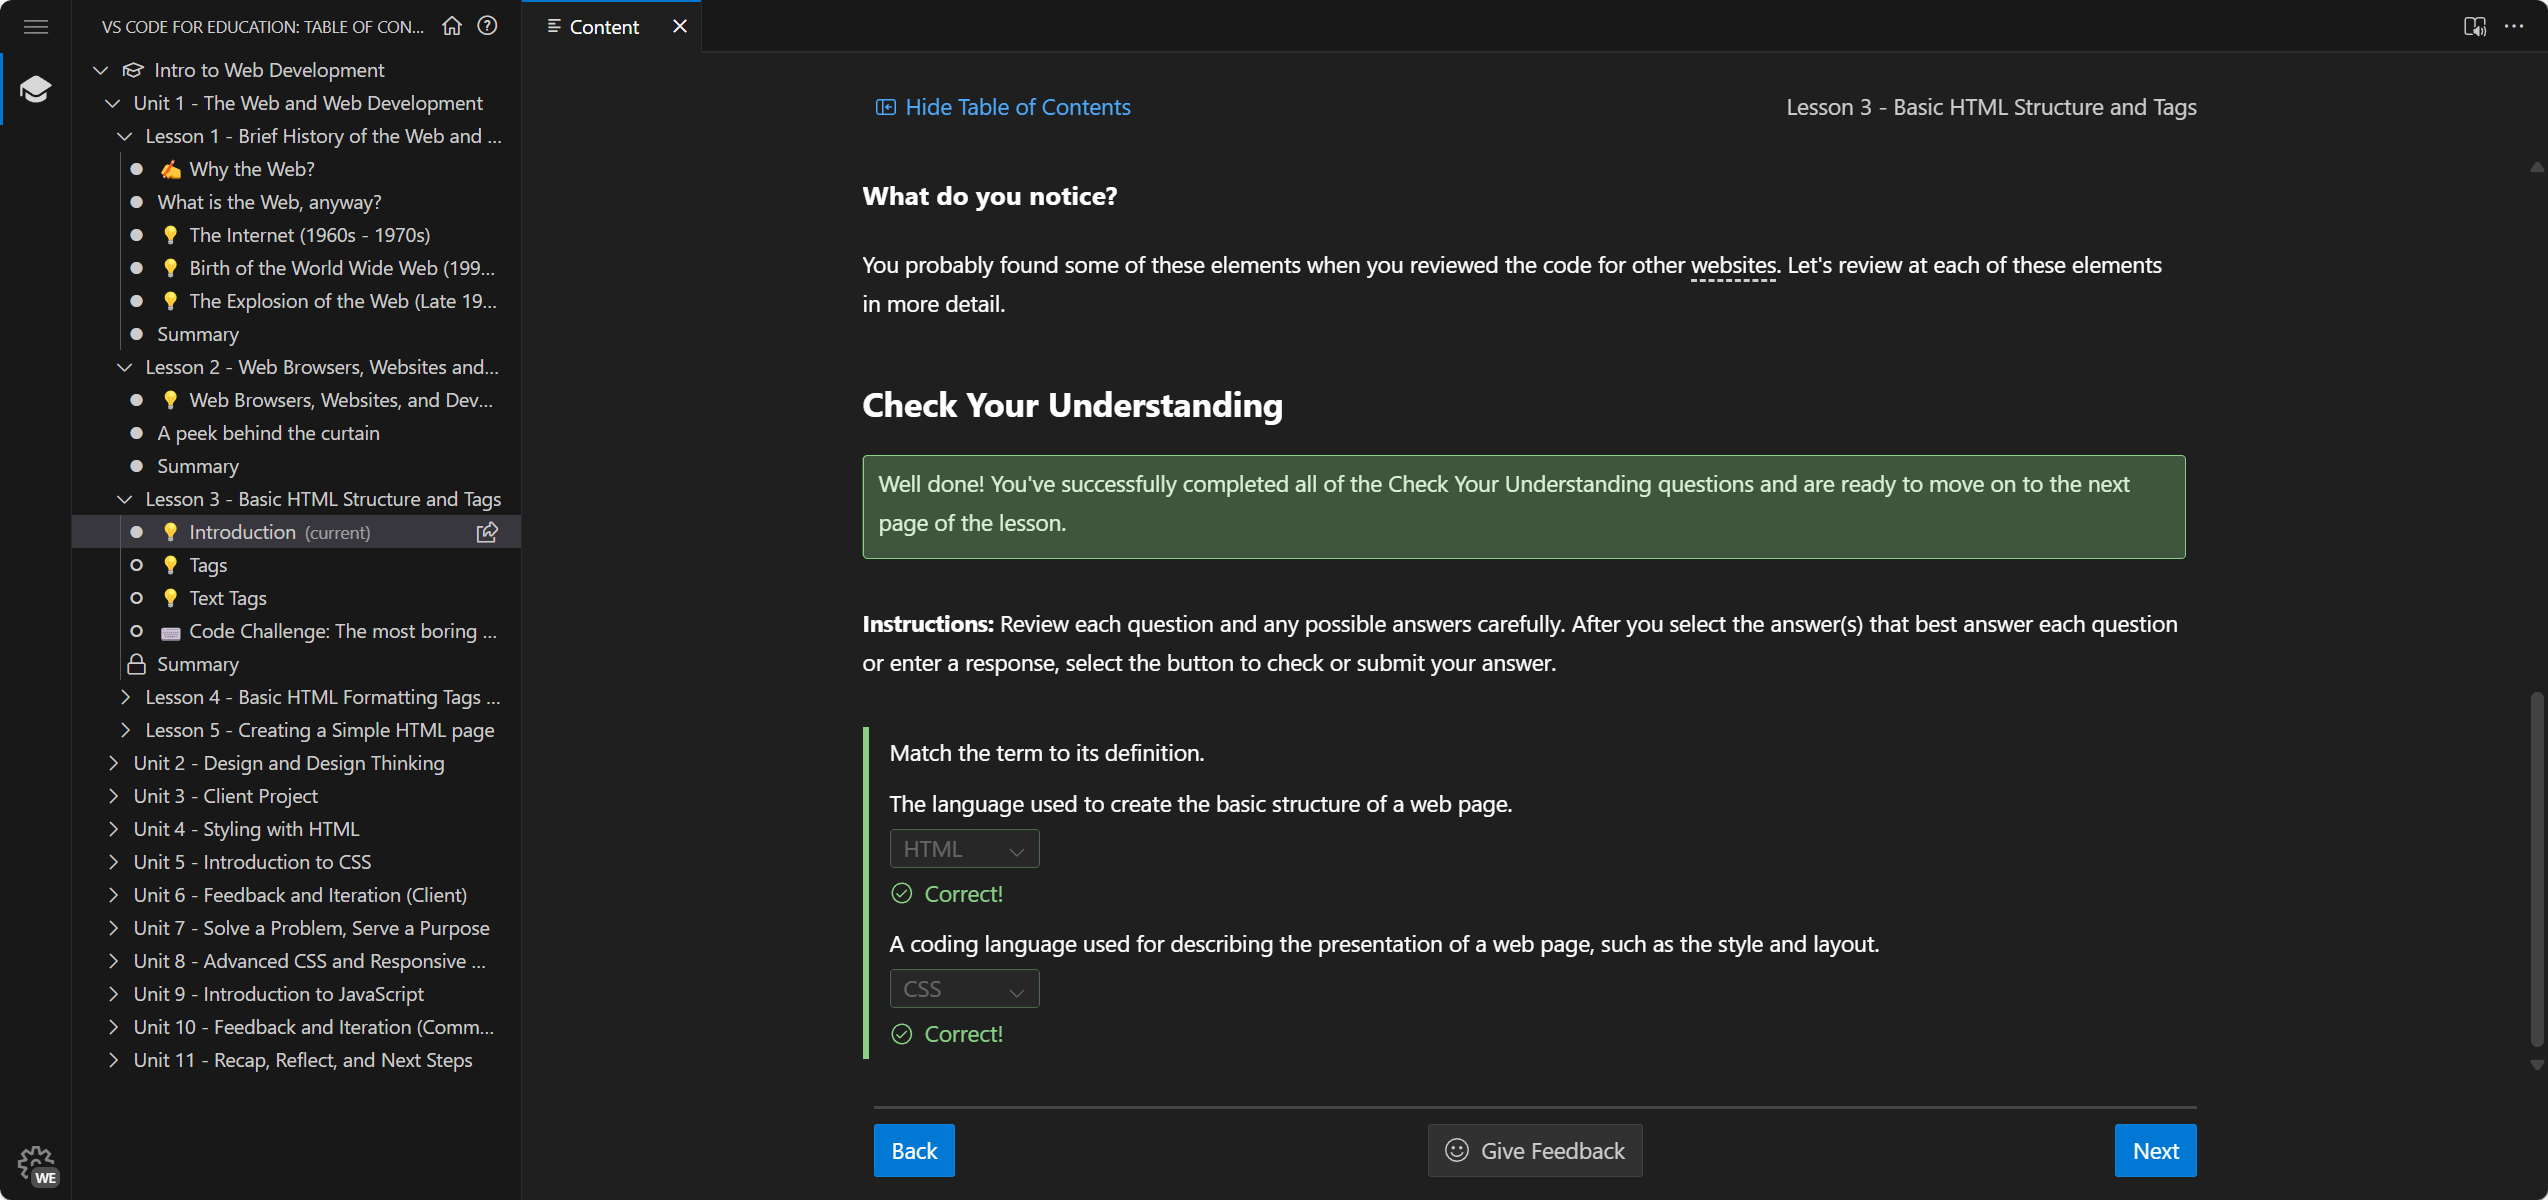 VS CODE FOR EDUCATION: TABLE OF CON...
Intro to Web Development
Unit 1 - The Web and Web Development
Lesson 1 - Brief History of the Web and ...
Why the Web?
What is the Web, anyway?
The Internet (1960s - 1970s)
Birth of the World Wide Web (199...
The Explosion of the Web (Late 19...
Summary
Lesson 2 - Web Browsers, Websites and...
Web Browsers, Websites, and Dev...
A peek behind the curtain
Summary
Lesson 3 - Basic HTML Structure and Tags
Introduction (current)
Tags
Text Tags
Code Challenge: The most boring ...
Summary
Lesson 4 - Basic HTML Formatting Tags ...
Lesson 5 - Creating a Simple HTML page
Unit 2 - Design and Design Thinking
Unit 3 - Client Project
Unit 4 - Styling with HTML
Unit 5 - Introduction to CSS
Unit 6 - Feedback and Iteration (Client)
Unit 7 - Solve a Problem, Serve a Purpose
Unit 8 - Advanced CSS and Responsive ...
Unit 9 - Introduction to JavaScript
Unit 10 - Feedback and Iteration (Comm...
Unit 11 - Recap, Reflect, and Next Steps
WE
Content
Hide Table of Contents
Lesson 3 - Basic HTML Structure and Tags
What do you notice?
You probably found some of these elements when you reviewed the code for other websites. Let's review at each of these elements
in more detail.
Check Your Understanding
Well done! You've successfully completed all of the Check Your Understanding questions and are ready to move on to the next
page of the lesson.
Instructions: Review each question and any possible answers carefully. After you select the answer(s) that best answer each question
or enter a response, select the button to check or submit your answer.
Match the term to its definition.
The language used to create the basic structure of a web page.
HTML
Correct!
A coding language used for describing the presentation of a web page, such as the style and layout.
CSS
Correct!
Back
Give Feedback
Next